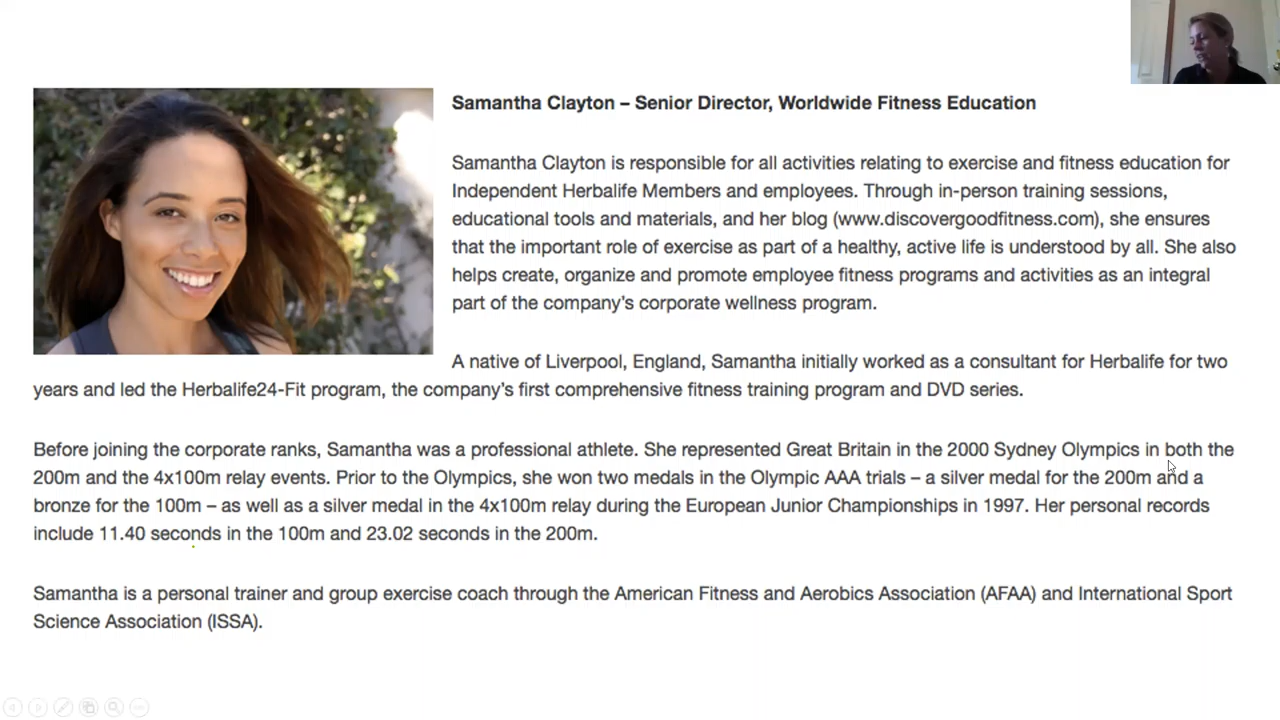 Samantha Clayton – Senior Director, Worldwide Fitness Education
Samantha Clayton is responsible for all activities relating to exercise and fitness education for
Independent Herbalife Members and employees. Through in-person training sessions,
educational tools and materials, and her blog (www.discovergoodfitness.com), she ensures
that the important role of exercise as part of a healthy, active life is understood by all. She also
helps create, organize and promote employee fitness programs and activities as an integral
part of the company’s corporate wellness program.
A native of Liverpool, England, Samantha initially worked as a consultant for Herbalife for two
years and led the Herbalife24-Fit program, the company’s first comprehensive fitness training program and DVD series.
Before joining the corporate ranks, Samantha was a professional athlete. She represented Great Britain in the 2000 Sydney Olympics in both the
200m and the 4x100m relay events. Prior to the Olympics, she won two medals in the Olympic AAA trials – a silver medal for the 200m and a
bronze for the 100m – as well as a silver medal in the 4x100m relay during the European Junior Championships in 1997. Her personal records
include 11.40 seconds in the 100m and 23.02 seconds in the 200m.
Samantha is a personal trainer and group exercise coach through the American Fitness and Aerobics Association (AFAA) and International Sport
Science Association (ISSA).